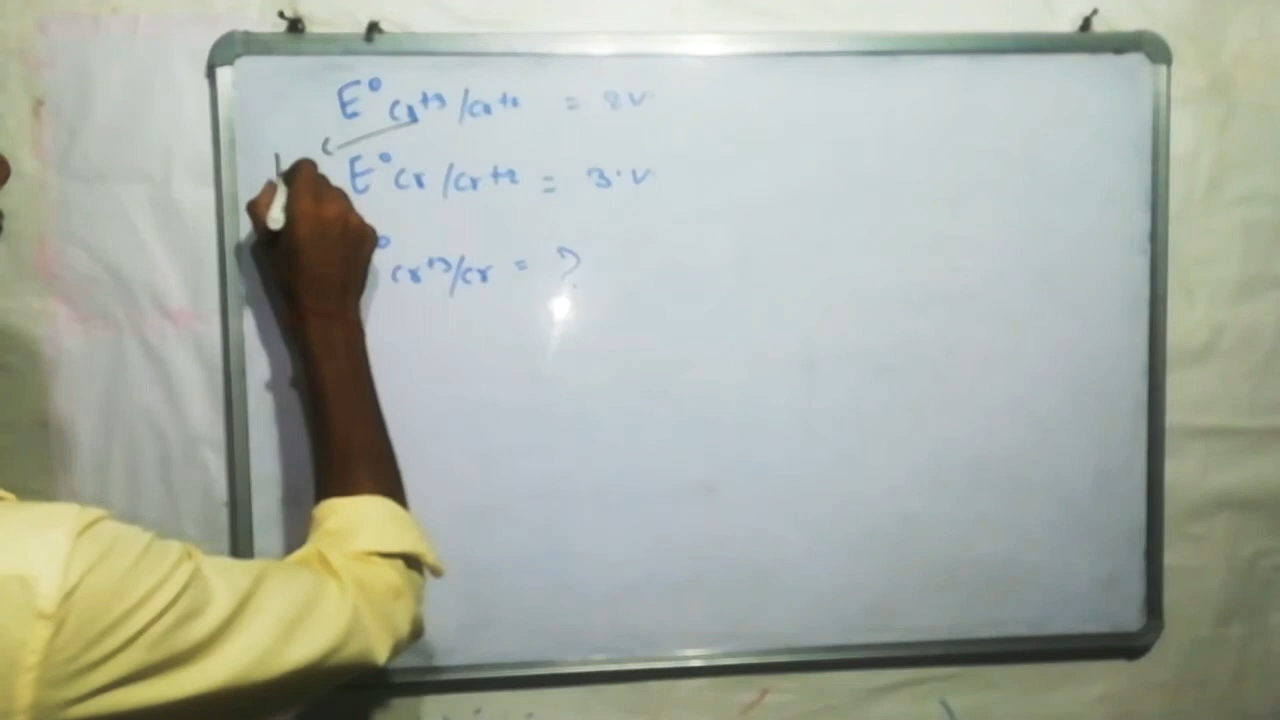 E° Cr+3/Cr+2 = 8V
E° Cr/Cr+2 = 3.V
° Cr+3/Cr = ?